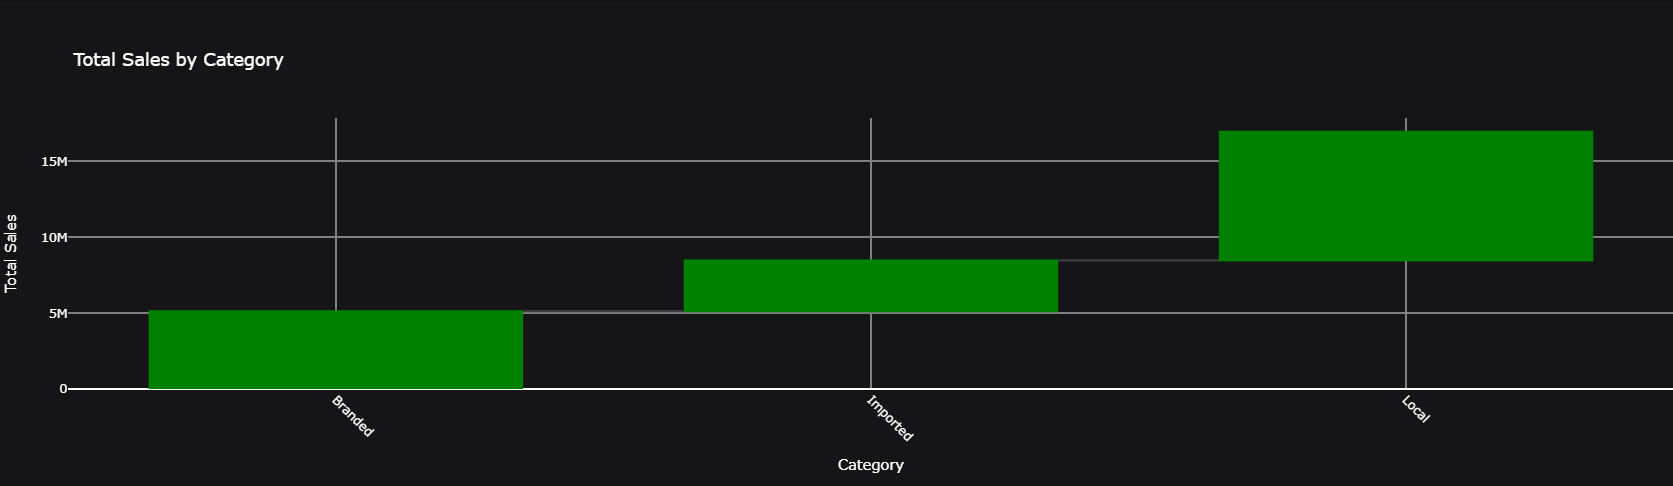 Total Sales by Category
Total Sales
15M
10M
5M
0
Branded
Imported
Local
Category